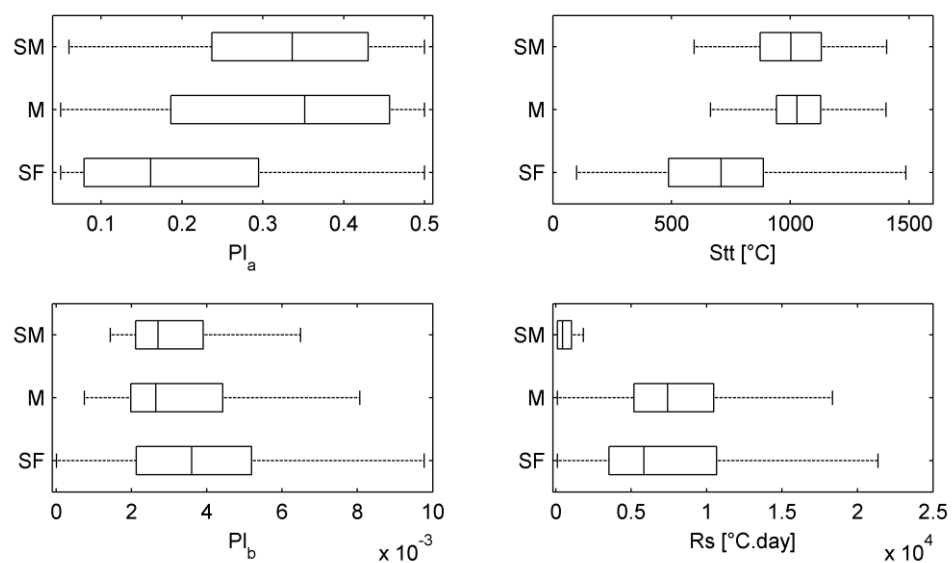 SM
M
SF
0.1 0.2 0.3 0.4 0.5
Pl_a
SM
M
SF
0 500 1000 1500
Stt [°C]
SM
M
SF
0 2 4 6 8 10
x 10^-3
Pl_b
SM
M
SF
0 0.5 1 1.5 2 2.5
x 10^4
Rs [°C.day]